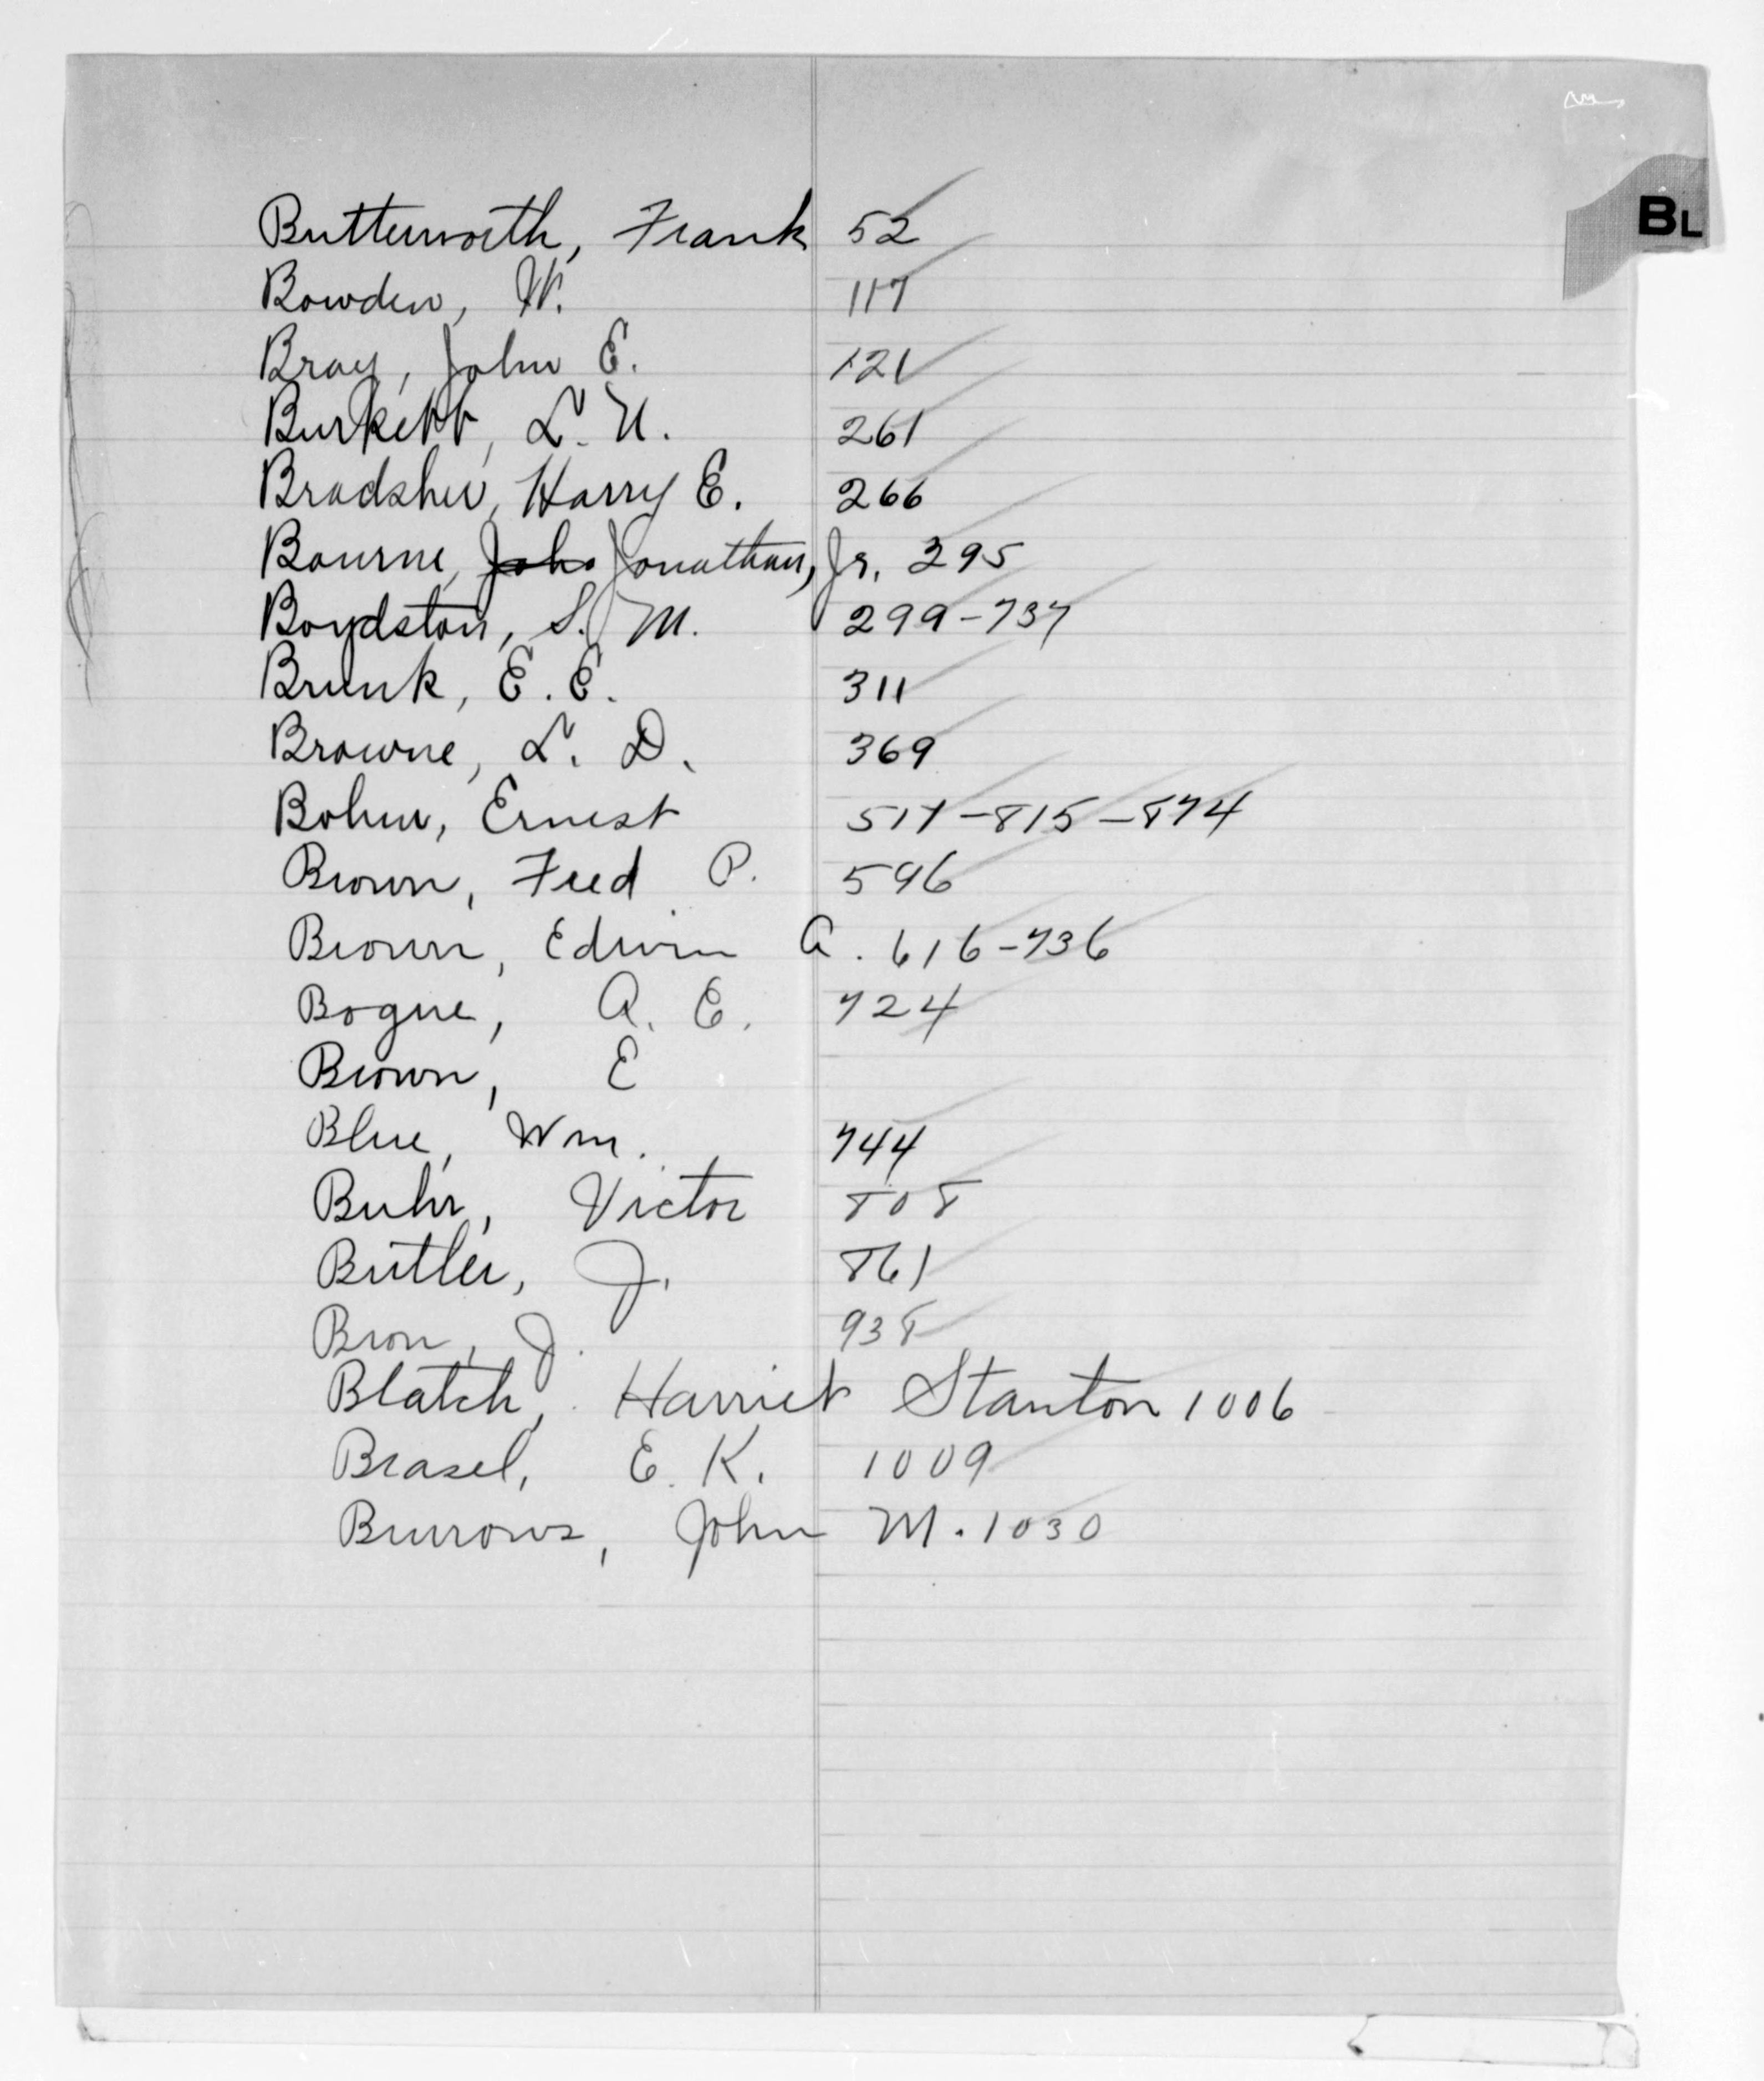 BL
Butterworth, Frank 52
Bowden, W. 117
Bray, John E. 121
Burkett, L. U. 261
Bradsher, Harry E. 266
Bourne, John Jonathan, Jr. 295
Boydston, S. M. 299-737
Brunk, E. E. 311
Browne, L. D. 369
Bohm, Ernest 517-815-874
Brown, Fred P. 596
Brown, Edwin A. 616-736
Bogue, A. E. 724
Brown, E
Blue, Wm. 744
Buhr, Victor 808
Butler, J. 861
Bron, J. 938
Blatch, Harriet Stanton 1006
Brasel, E. K. 1009
Burrows, John M. 1030